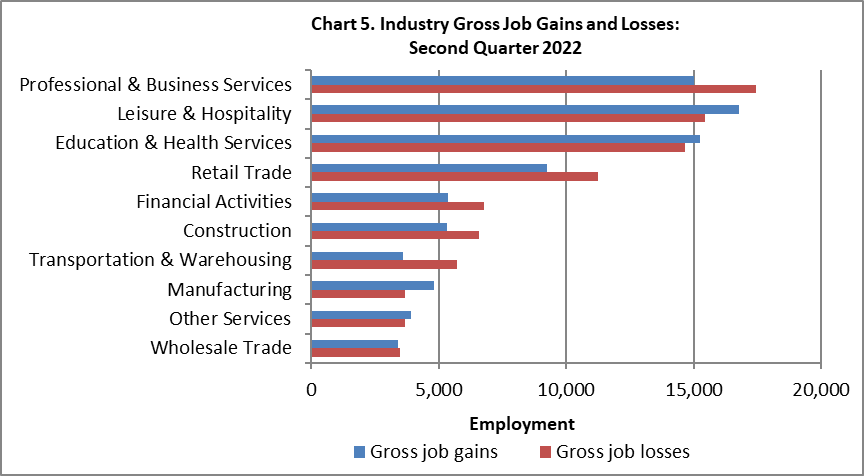 Chart 5. Industry Gross Job Gains and Losses:
Second Quarter 2022
Professional & Business Services
Leisure & Hospitality
Education & Health Services
Retail Trade
Financial Activities
Construction
Transportation & Warehousing
Manufacturing
Other Services
Wholesale Trade
0 5,000 10,000 15,000 20,000
Employment
Gross job gains Gross job losses